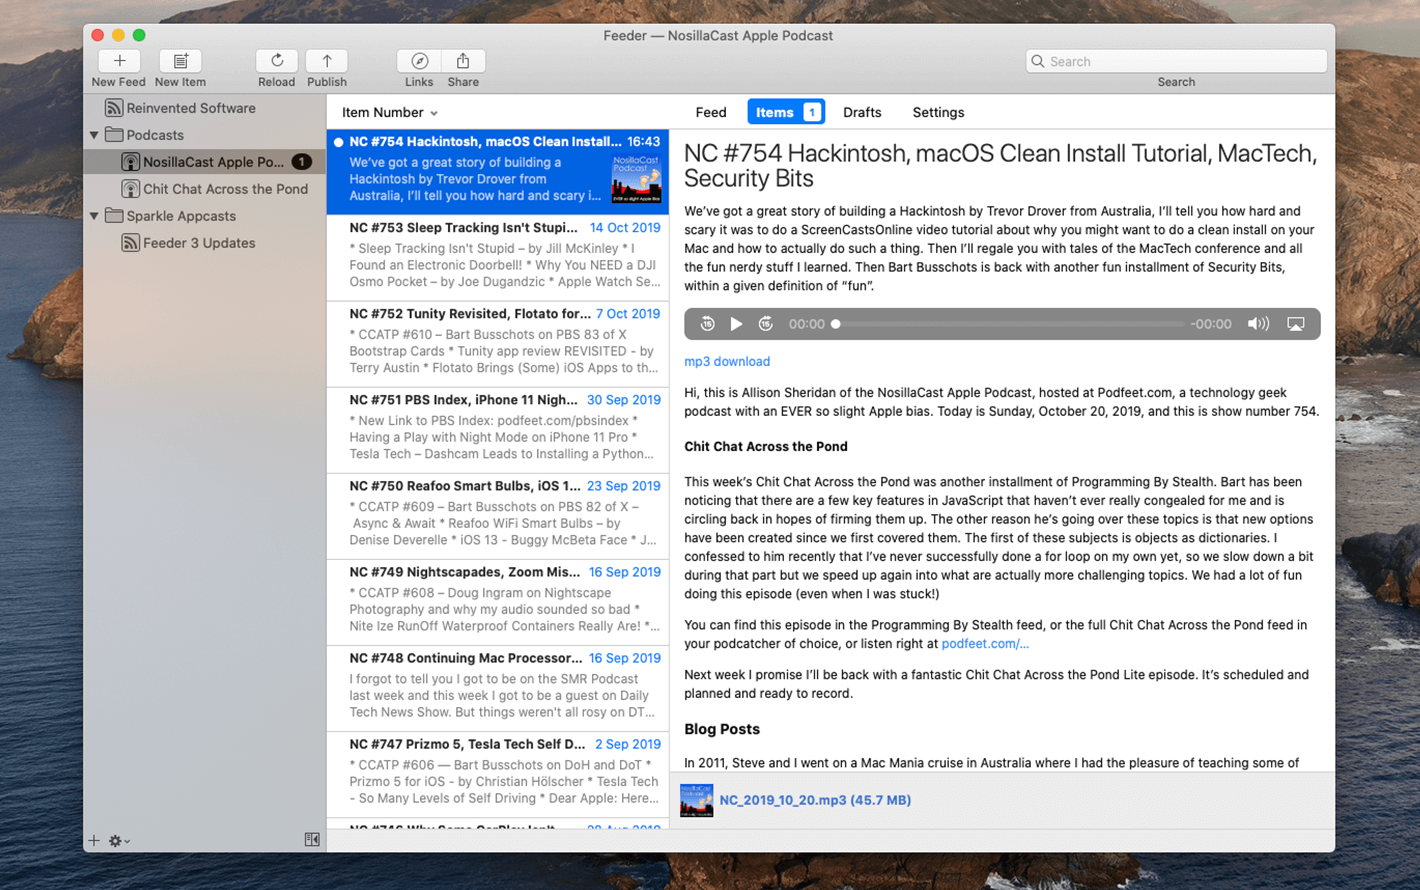 Feeder — NosillaCast Apple Podcast
New Feed
New Item
Reload
Publish
Links
Share
Search
Search
Reinvented Software
Podcasts
NosillaCast Apple Po... 1
Chit Chat Across the Pond
Sparkle Appcasts
Feeder 3 Updates
Item Number
Feed
Items 1
Drafts
Settings
NC #754 Hackintosh, macOS Clean Install... 16:43
We've got a great story of building a
Hackintosh by Trevor Drover from
Australia, I'll tell you how hard and scary i...
NosillaCast
Podcast
EVER so slight Apple Bias
NC #753 Sleep Tracking Isn't Stupi... 14 Oct 2019
* Sleep Tracking Isn't Stupid – by Jill McKinley * I
Found an Electronic Doorbell! * Why You NEED a DJI
Osmo Pocket – by Joe Dugandzic * Apple Watch Se...
NC #752 Tunity Revisited, Flotato for... 7 Oct 2019
* CCATP #610 – Bart Busschots on PBS 83 of X
Bootstrap Cards * Tunity app review REVISITED - by
Terry Austin * Flotato Brings (Some) iOS Apps to th...
NC #751 PBS Index, iPhone 11 Nigh... 30 Sep 2019
* New Link to PBS Index: podfeet.com/pbsindex *
Having a Play with Night Mode on iPhone 11 Pro *
Tesla Tech – Dashcam Leads to Installing a Python...
NC #750 Reafoo Smart Bulbs, iOS 1... 23 Sep 2019
* CCATP #609 – Bart Busschots on PBS 82 of X –
Async & Await * Reafoo WiFi Smart Bulbs – by
Denise Deverelle * iOS 13 - Buggy McBeta Face * J...
NC #749 Nightscapades, Zoom Mis... 16 Sep 2019
* CCATP #608 – Doug Ingram on Nightscape
Photography and why my audio sounded so bad *
Nite Ize RunOff Waterproof Containers Really Are! *...
NC #748 Continuing Mac Processor... 16 Sep 2019
I forgot to tell you I got to be on the SMR Podcast
last week and this week I got to be a guest on Daily
Tech News Show. But things weren't all rosy on DT...
NC #747 Prizmo 5, Tesla Tech Self D... 2 Sep 2019
* CCATP #606 — Bart Busschots on DoH and DoT *
Prizmo 5 for iOS - by Christian Hölscher * Tesla Tech
- So Many Levels of Self Driving * Dear Apple: Here...
NC #754 Hackintosh, macOS Clean Install Tutorial, MacTech,
Security Bits
We've got a great story of building a Hackintosh by Trevor Drover from Australia, I'll tell you how hard and
scary it was to do a ScreenCastsOnline video tutorial about why you might want to do a clean install on your
Mac and how to actually do such a thing. Then I'll regale you with tales of the MacTech conference and all
the fun nerdy stuff I learned. Then Bart Busschots is back with another fun installment of Security Bits,
within a given definition of “fun”.
15
15
00:00
-00:00
mp3 download
Hi, this is Allison Sheridan of the NosillaCast Apple Podcast, hosted at Podfeet.com, a technology geek
podcast with an EVER so slight Apple bias. Today is Sunday, October 20, 2019, and this is show number 754.
Chit Chat Across the Pond
This week's Chit Chat Across the Pond was another installment of Programming By Stealth. Bart has been
noticing that there are a few key features in JavaScript that haven't ever really congealed for me and is
circling back in hopes of firming them up. The other reason he's going over these topics is that new options
have been created since we first covered them. The first of these subjects is objects as dictionaries. I
confessed to him recently that I've never successfully done a for loop on my own yet, so we slow down a bit
during that part but we speed up again into what are actually more challenging topics. We had a lot of fun
doing this episode (even when I was stuck!)
You can find this episode in the Programming By Stealth feed, or the full Chit Chat Across the Pond feed in
your podcatcher of choice, or listen right at podfeet.com/...
Next week I promise I'll be back with a fantastic Chit Chat Across the Pond Lite episode. It's scheduled and
planned and ready to record.
Blog Posts
In 2011, Steve and I went on a Mac Mania cruise in Australia where I had the pleasure of teaching some of
NC_2019_10_20.mp3 (45.7 MB)